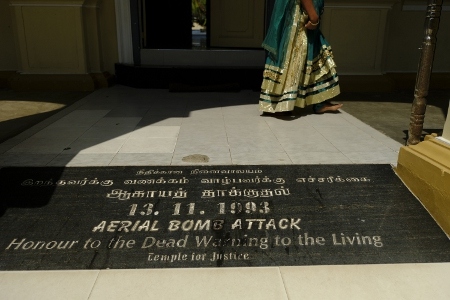 நீதிக்கான நினைவாலயம்
இறந்தவர்க்கு வணக்கம் வாழ்பவர்க்கு எச்சரிக்கை
ஆகாயத் தாக்குதல்
13. 11. 1993
AERIAL BOMB ATTACK
Honour to the Dead Warning to the Living
Temple for Justice